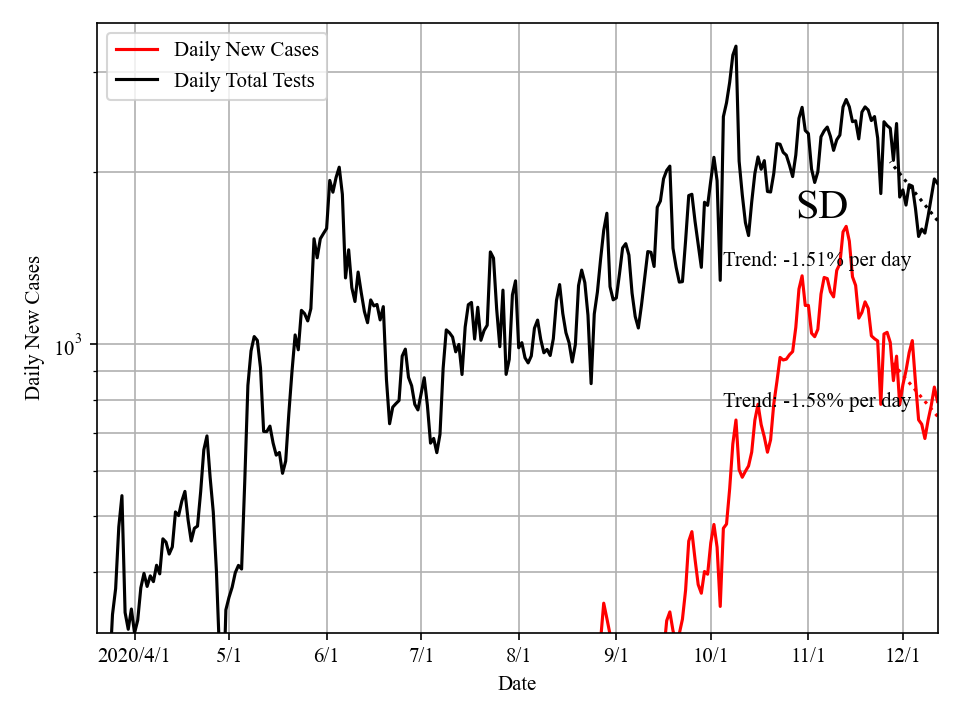 Daily New Cases
Daily Total Tests
SD
Trend: -1.51% per day
Trend: -1.58% per day
Daily New Cases
10^3
2020/4/1 5/1 6/1 7/1 8/1 9/1 10/1 11/1 12/1
Date